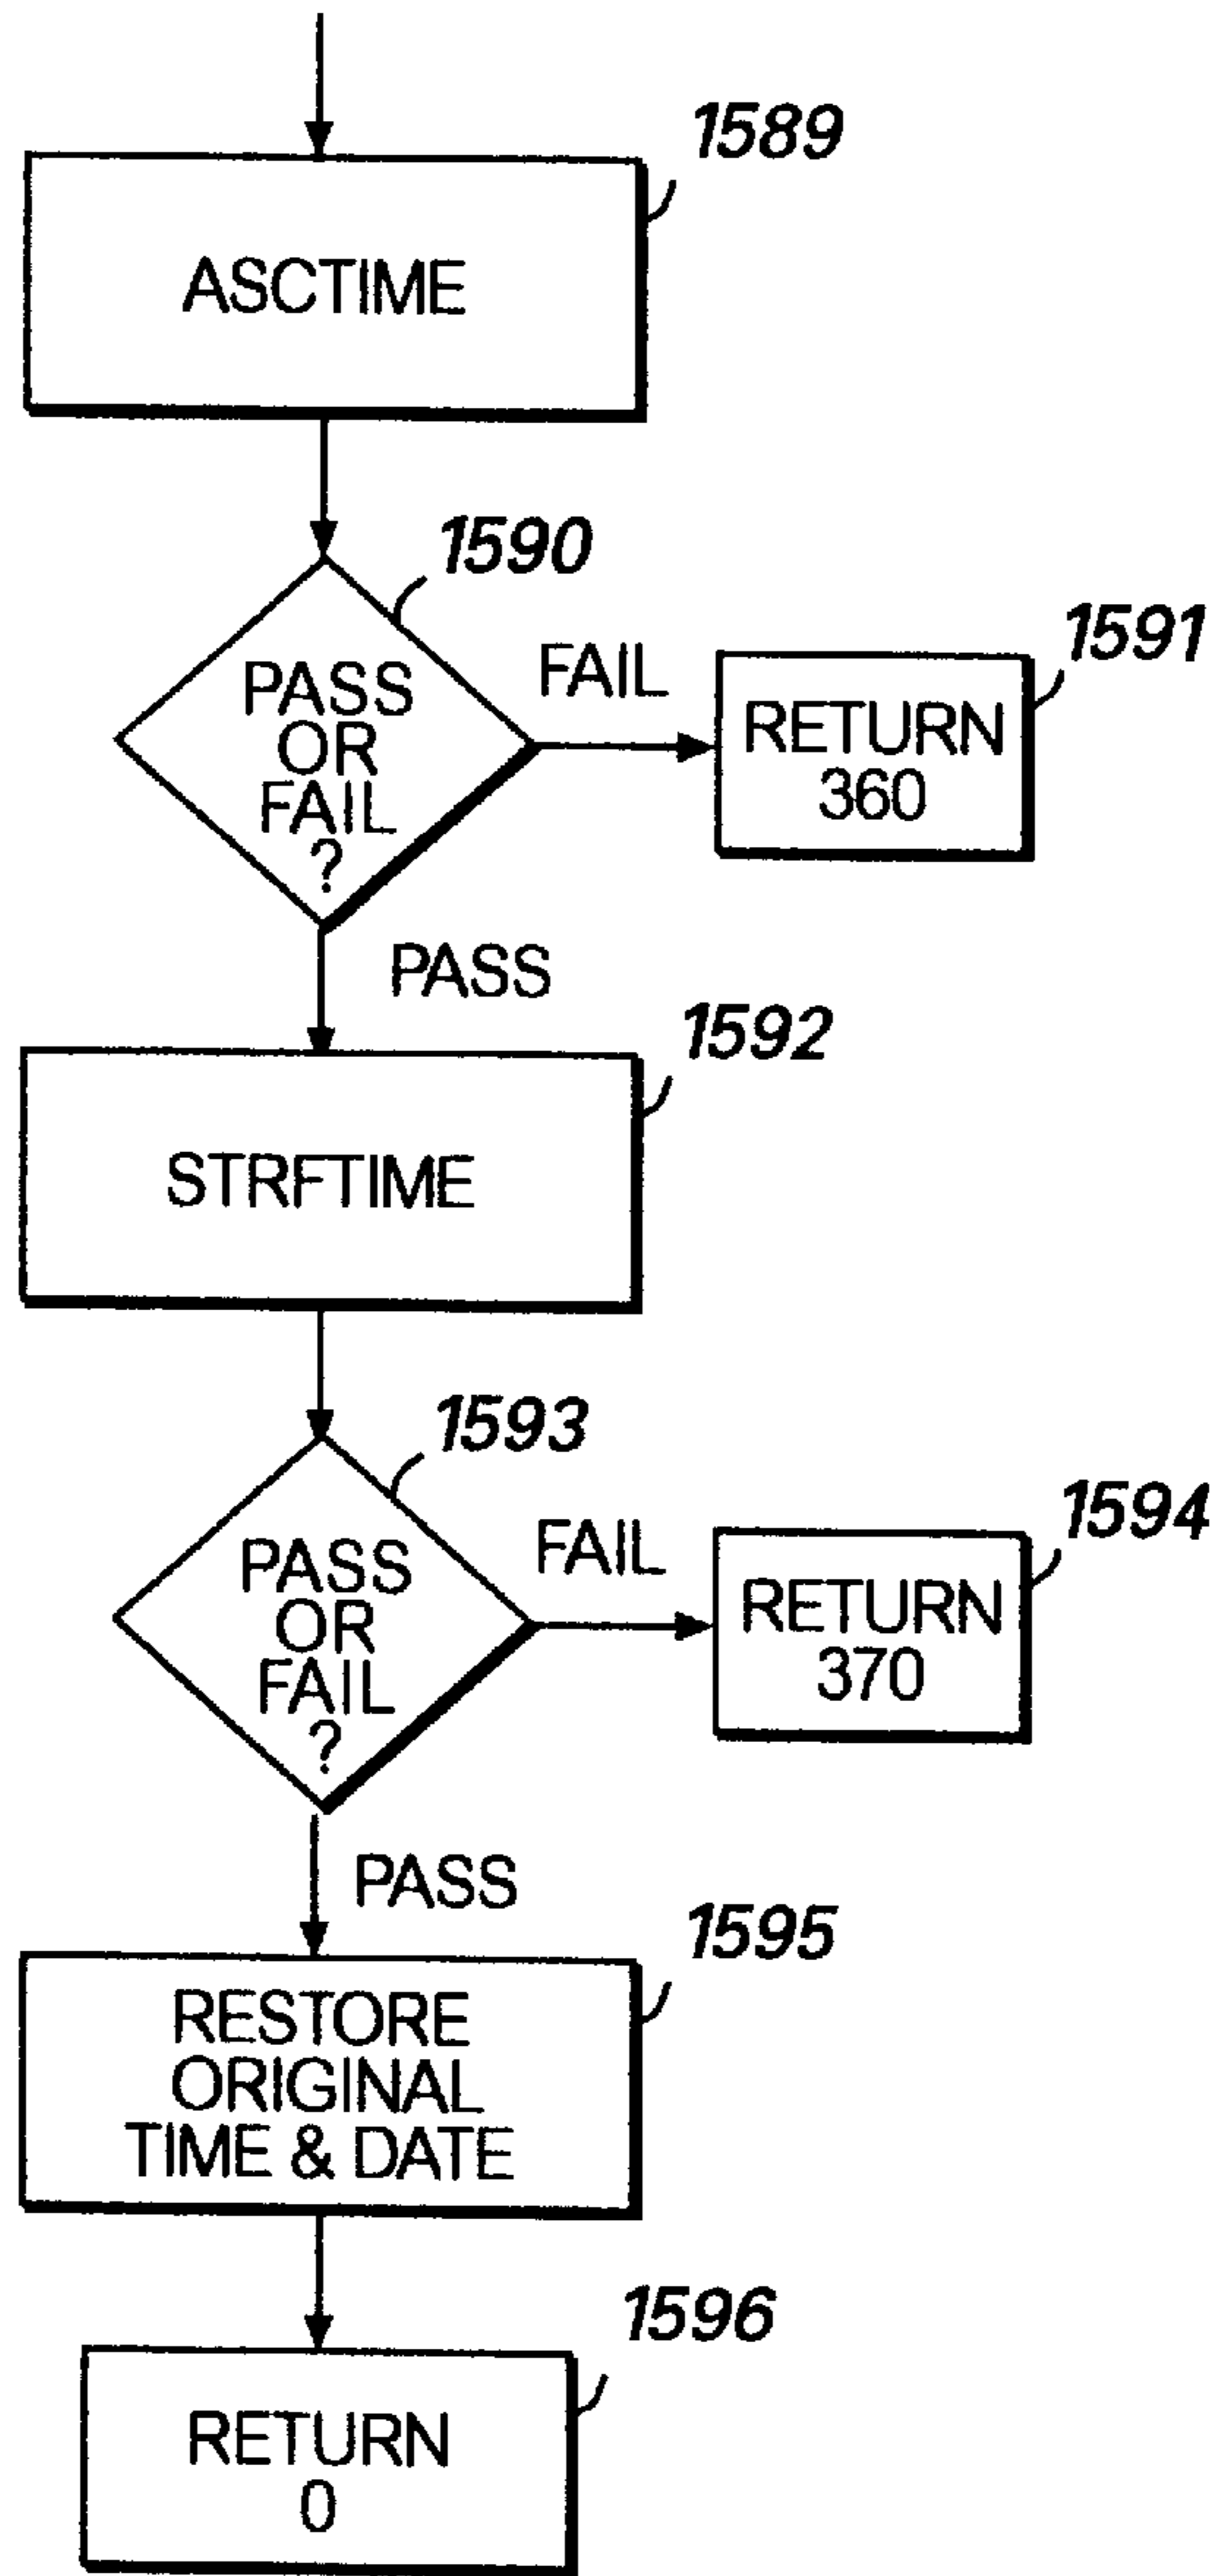 1589
ASCTIME
1590
PASS
OR
FAIL
?
FAIL
1591
RETURN
360
PASS
1592
STRFTIME
1593
PASS
OR
FAIL
?
FAIL
1594
RETURN
370
PASS
1595
RESTORE
ORIGINAL
TIME & DATE
1596
RETURN
0